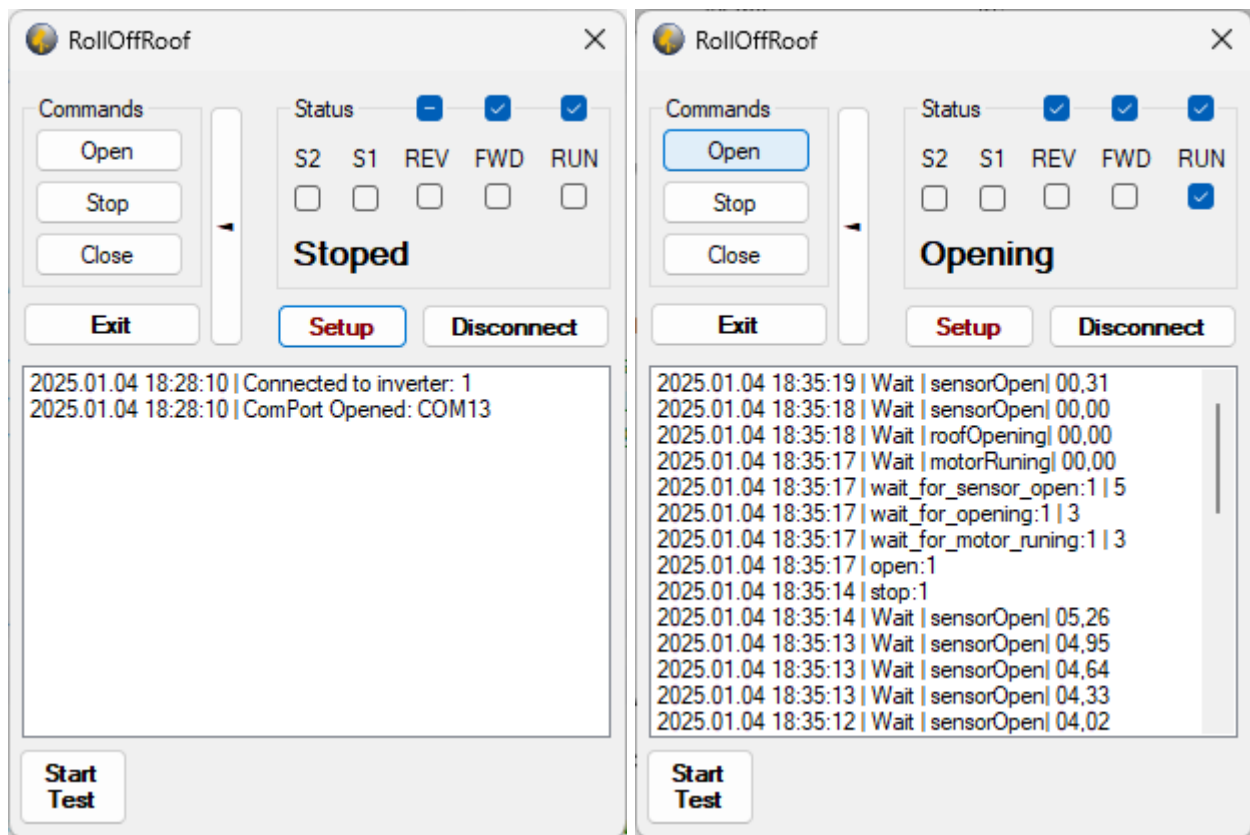 RollOffRoof
Commands
Open
Stop
Close
Status
S2 S1 REV FWD RUN
Stoped
Exit
Setup
Disconnect
2025.01.04 18:28:10 | Connected to inverter: 1
2025.01.04 18:28:10 | ComPort Opened: COM13
Start
Test
RollOffRoof
Commands
Open
Stop
Close
Status
S2 S1 REV FWD RUN
Opening
Exit
Setup
Disconnect
2025.01.04 18:35:19 | Wait | sensorOpen| 00,31
2025.01.04 18:35:18 | Wait | sensorOpen| 00,00
2025.01.04 18:35:18 | Wait | roofOpening| 00,00
2025.01.04 18:35:17 | Wait | motorRuning| 00,00
2025.01.04 18:35:17 | wait_for_sensor_open:1 | 5
2025.01.04 18:35:17 | wait_for_opening:1 | 3
2025.01.04 18:35:17 | wait_for_motor_runing:1 | 3
2025.01.04 18:35:17 | open:1
2025.01.04 18:35:14 | stop:1
2025.01.04 18:35:14 | Wait | sensorOpen| 05,26
2025.01.04 18:35:13 | Wait | sensorOpen| 04,95
2025.01.04 18:35:13 | Wait | sensorOpen| 04,64
2025.01.04 18:35:13 | Wait | sensorOpen| 04,33
2025.01.04 18:35:12 | Wait | sensorOpen| 04,02
Start
Test